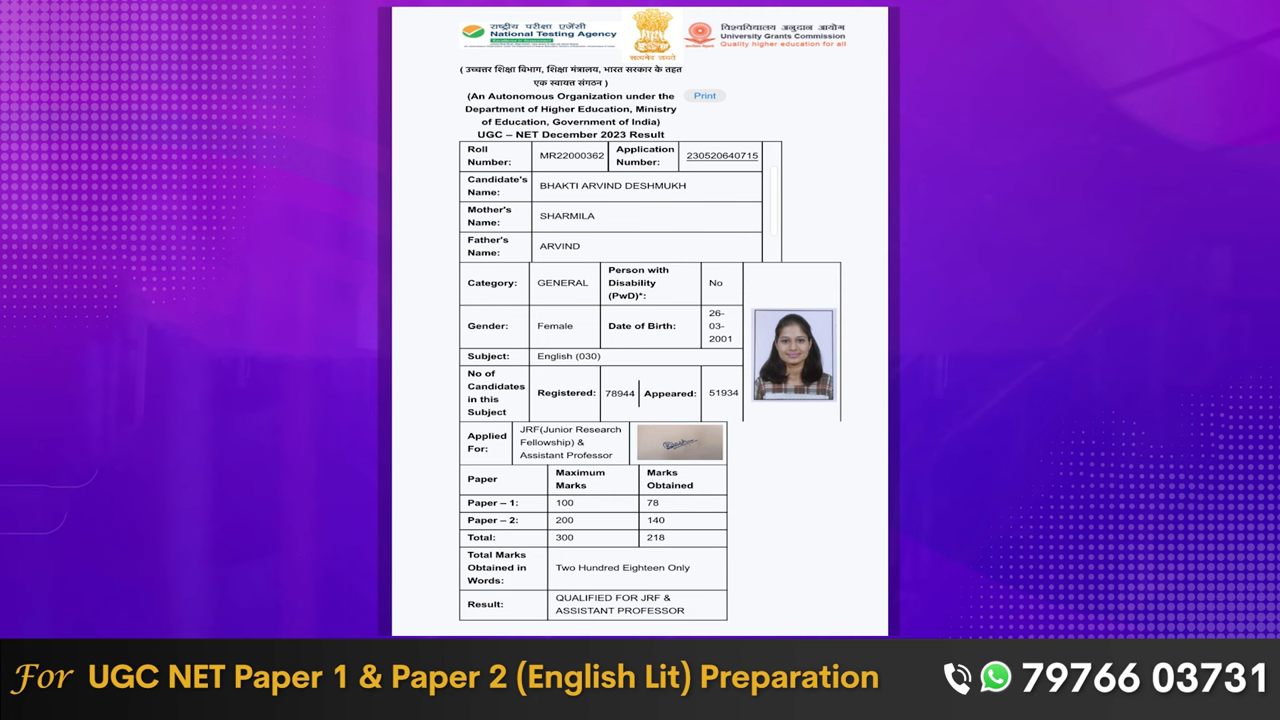 राष्ट्रीय परीक्षा एजेंसी
National Testing Agency
Excellence in Assessment
सत्यमेव जयते
विश्वविद्यालय अनुदान आयोग
University Grants Commission
Quality higher education for all
( उच्चतर शिक्षा विभाग, शिक्षा मंत्रालय, भारत सरकार के तहत
एक स्वायत्त संगठन )
(An Autonomous Organization under the
Department of Higher Education, Ministry
of Education, Government of India)
Print
UGC – NET December 2023 Result
Roll Number: MR22000362 Application Number: 230520640715
Candidate's Name: BHAKTI ARVIND DESHMUKH
Mother's Name: SHARMILA
Father's Name: ARVIND
Category: GENERAL Person with Disability (PwD)*: No
Gender: Female Date of Birth: 26-03-2001
Subject: English (030)
No of Candidates in this Subject Registered: 78944 Appeared: 51934
Applied For: JRF(Junior Research Fellowship) & Assistant Professor
Paper Maximum Marks Marks Obtained
Paper – 1: 100 78
Paper – 2: 200 140
Total: 300 218
Total Marks Obtained in Words: Two Hundred Eighteen Only
Result: QUALIFIED FOR JRF & ASSISTANT PROFESSOR
For UGC NET Paper 1 & Paper 2 (English Lit) Preparation
79766 03731